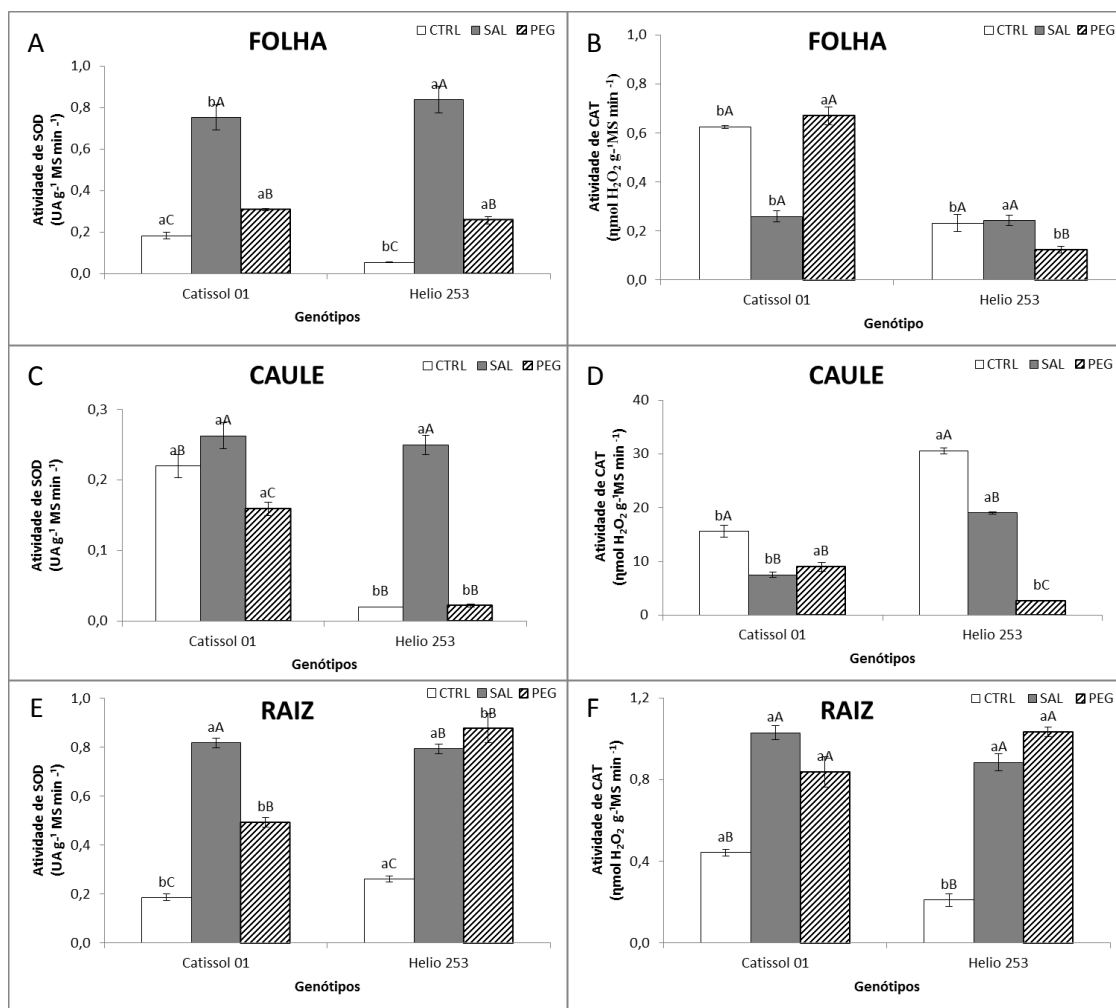 A
FOLHA
CTRL SAL PEG
Atividade de SOD
(UA g-¹ MS min -¹)
1,0
0,8
0,6
0,4
0,2
0,0
aC
bA
aB
bC
aA
aB
Catissol 01
Helio 253
Genótipos
B
FOLHA
CTRL SAL PEG
Atividade de CAT
(ηmol H₂O₂ g-¹MS min -¹)
1,0
0,8
0,6
0,4
0,2
0,0
bA
bA
aA
bA
aA
bB
Catissol 01
Helio 253
Genótipo
C
CAULE
CTRL SAL PEG
Atividade de SOD
(UA g-¹ MS min -¹)
0,3
0,2
0,1
0,0
aB
aA
aC
bB
aA
bB
Catissol 01
Helio 253
Genótipos
D
CAULE
CTRL SAL PEG
Atividade de CAT
(ηmol H₂O₂ g-¹MS min -¹)
40
30
20
10
0
bA
bB
aB
aA
aB
bC
Catissol 01
Helio 253
Genótipos
E
RAIZ
CTRL SAL PEG
Atividade de SOD
(UA g-¹ MS min -¹)
1,0
0,8
0,6
0,4
0,2
0,0
bC
aA
bB
aC
aB
bB
Catissol 01
Helio 253
Genótipos
F
RAIZ
CTRL SAL PEG
Atividade de CAT
(ηmol H₂O₂ g-¹MS min -¹)
1,2
0,8
0,4
0,0
aB
aA
aA
bB
aA
aA
Catissol 01
Helio 253
Genótipos